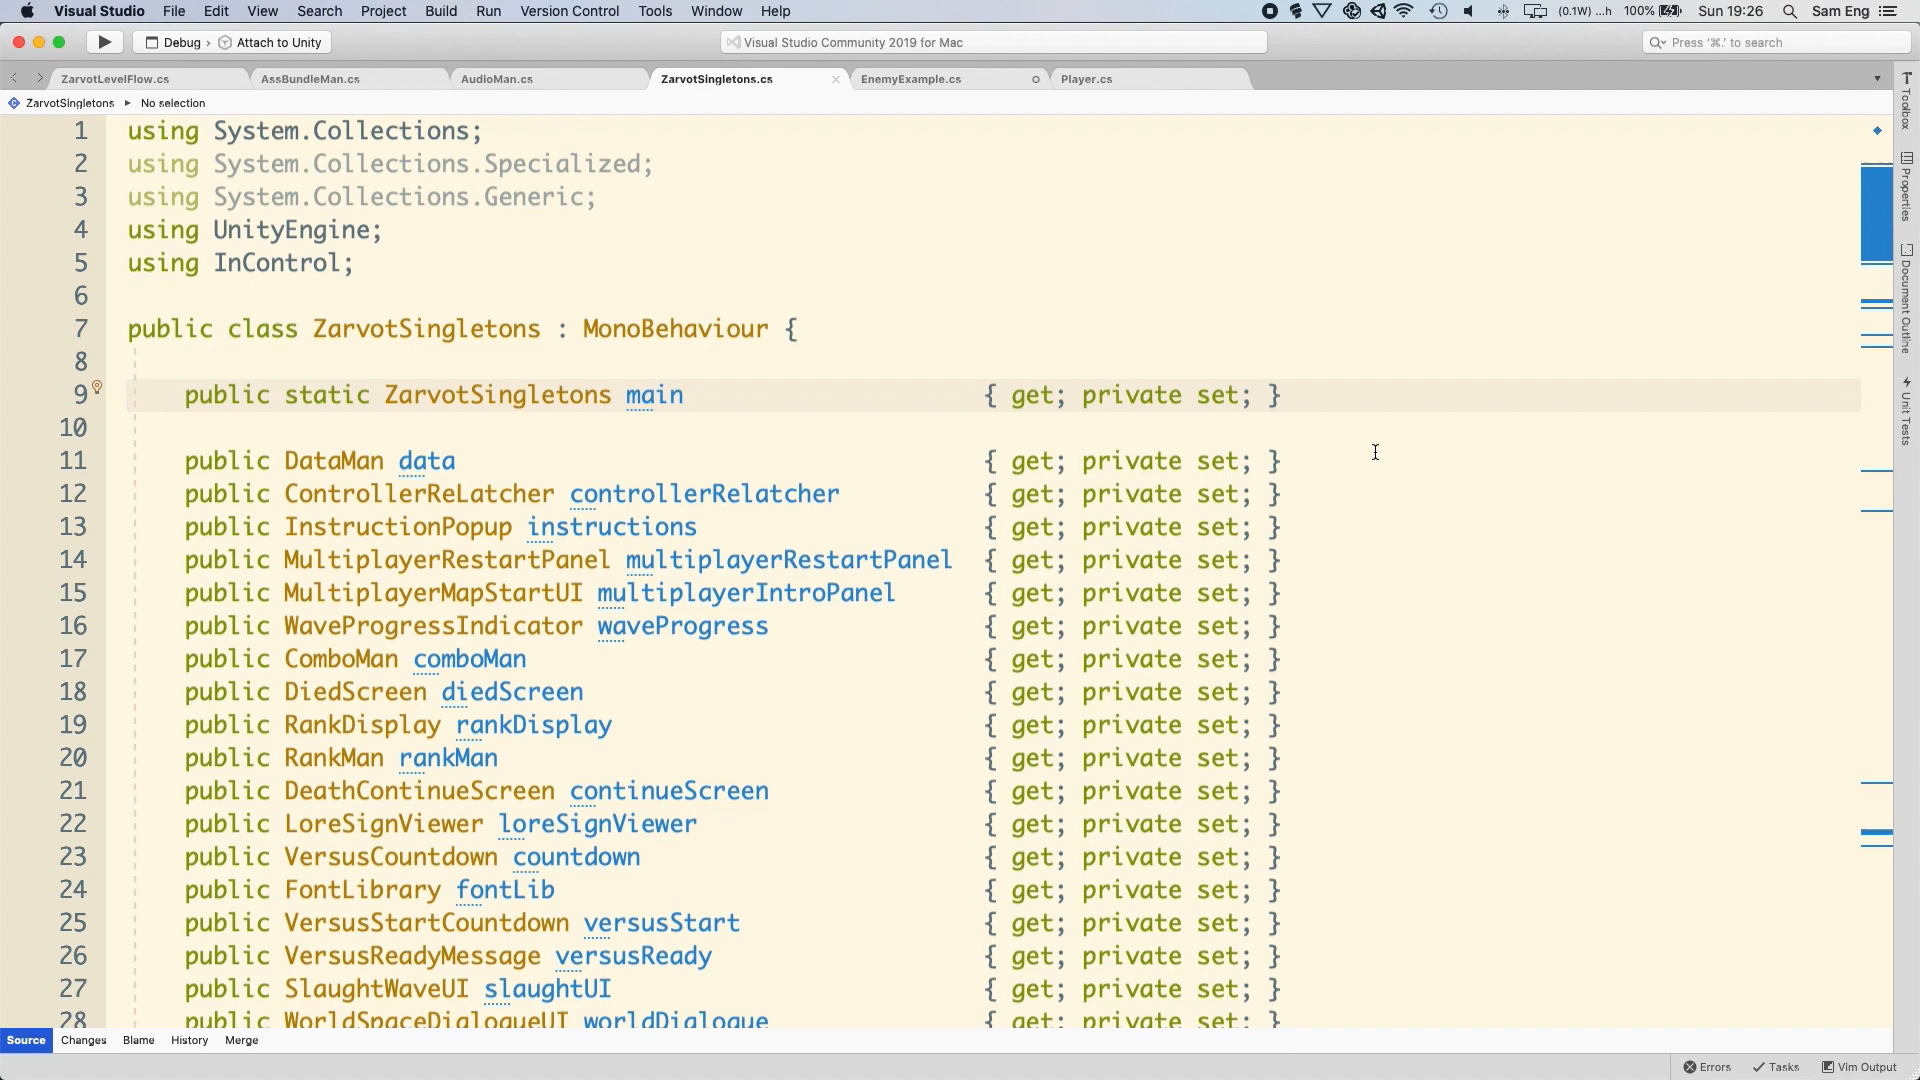 Visual Studio File Edit View Search Project Build Run Version Control Tools Window Help (0.1W) ...h 100% Sun 19:26 Sam Eng
Debug › Attach to Unity Visual Studio Community 2019 for Mac Press '⌘.' to search
ZarvotLevelFlow.cs AssBundleMan.cs AudioMan.cs ZarvotSingletons.cs EnemyExample.cs Player.cs
ZarvotSingletons ▸ No selection
1 using System.Collections;
2 using System.Collections.Specialized;
3 using System.Collections.Generic;
4 using UnityEngine;
5 using InControl;
6
7 public class ZarvotSingletons : MonoBehaviour {
8
9 public static ZarvotSingletons main { get; private set; }
10
11 public DataMan data { get; private set; }
12 public ControllerReLatcher controllerRelatcher { get; private set; }
13 public InstructionPopup instructions { get; private set; }
14 public MultiplayerRestartPanel multiplayerRestartPanel { get; private set; }
15 public MultiplayerMapStartUI multiplayerIntroPanel { get; private set; }
16 public WaveProgressIndicator waveProgress { get; private set; }
17 public ComboMan comboMan { get; private set; }
18 public DiedScreen diedScreen { get; private set; }
19 public RankDisplay rankDisplay { get; private set; }
20 public RankMan rankMan { get; private set; }
21 public DeathContinueScreen continueScreen { get; private set; }
22 public LoreSignViewer loreSignViewer { get; private set; }
23 public VersusCountdown countdown { get; private set; }
24 public FontLibrary fontLib { get; private set; }
25 public VersusStartCountdown versusStart { get; private set; }
26 public VersusReadyMessage versusReady { get; private set; }
27 public SlaughtWaveUI slaughtUI { get; private set; }
28 public WorldSpaceDialogueUI worldDialogue { get; private set; }
Toolbox
Properties
Document Outline
Unit Tests
Source Changes Blame History Merge
Errors Tasks Vim Output